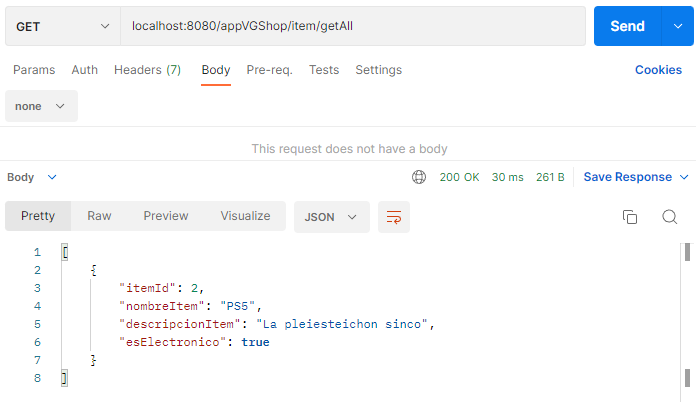 GET localhost:8080/appVGShop/item/getAll Send
Params Auth Headers (7) Body Pre-req. Tests Settings Cookies
none
This request does not have a body
Body 200 OK 30 ms 261 B Save Response
Pretty Raw Preview Visualize JSON
1 [
2 {
3 "itemId": 2,
4 "nombreItem": "PS5",
5 "descripcionItem": "La pleiesteichon sinco",
6 "esElectronico": true
7 }
8 ]